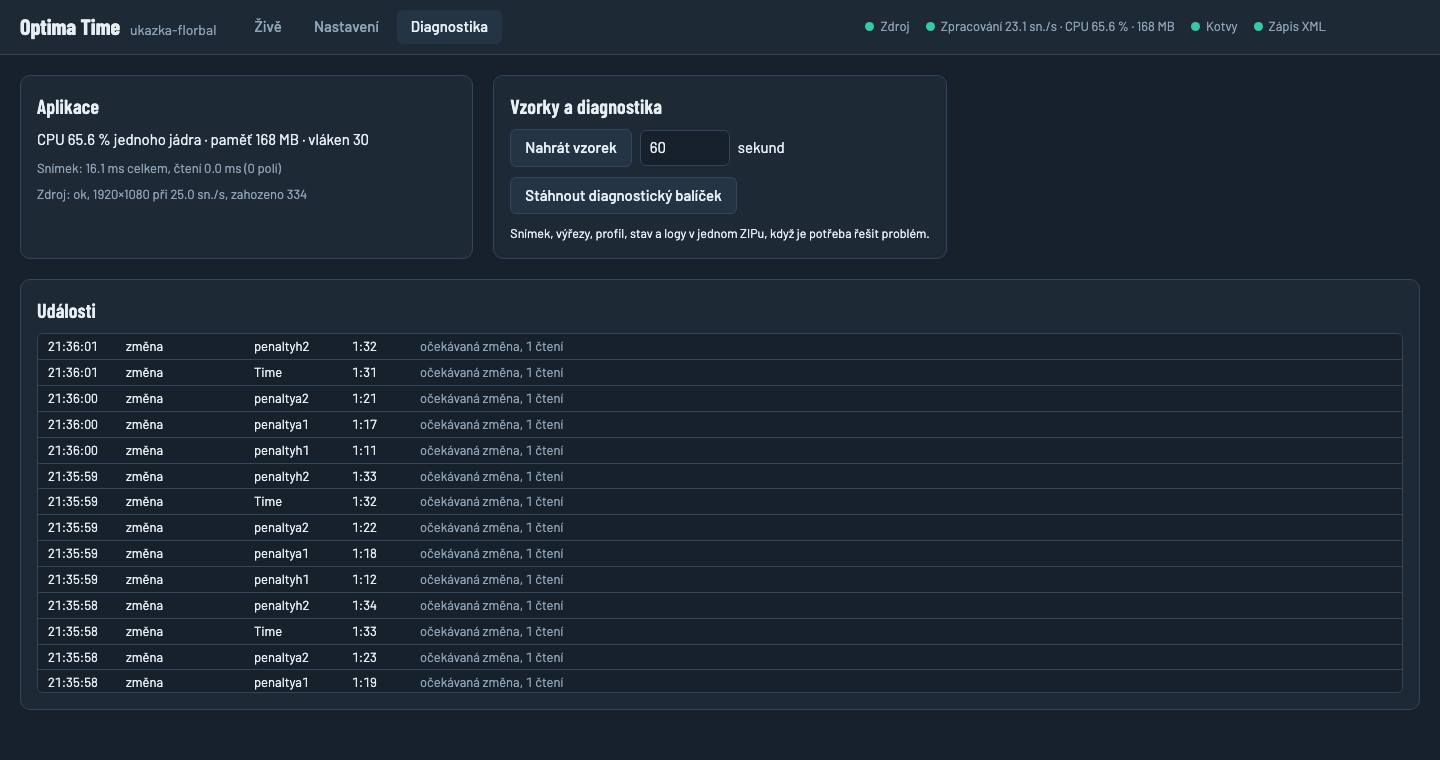 Optima Time ukazka-florbal Živě Nastavení Diagnostika Zdroj Zpracování 23.1 sn./s · CPU 65.6 % · 168 MB Kotvy Zápis XML
Aplikace
CPU 65.6 % jednoho jádra · paměť 168 MB · vláken 30
Snímek: 16.1 ms celkem, čtení 0.0 ms (0 polí)
Zdroj: ok, 1920×1080 při 25.0 sn./s, zahozeno 334
Vzorky a diagnostika
Nahrát vzorek 60 sekund
Stáhnout diagnostický balíček
Snímek, výřezy, profil, stav a logy v jednom ZIPu, když je potřeba řešit problém.
Události
21:36:01 změna penaltyh2 1:32 očekávaná změna, 1 čtení
21:36:01 změna Time 1:31 očekávaná změna, 1 čtení
21:36:00 změna penaltya2 1:21 očekávaná změna, 1 čtení
21:36:00 změna penaltya1 1:17 očekávaná změna, 1 čtení
21:36:00 změna penaltyh1 1:11 očekávaná změna, 1 čtení
21:35:59 změna penaltyh2 1:33 očekávaná změna, 1 čtení
21:35:59 změna Time 1:32 očekávaná změna, 1 čtení
21:35:59 změna penaltya2 1:22 očekávaná změna, 1 čtení
21:35:59 změna penaltya1 1:18 očekávaná změna, 1 čtení
21:35:59 změna penaltyh1 1:12 očekávaná změna, 1 čtení
21:35:58 změna penaltyh2 1:34 očekávaná změna, 1 čtení
21:35:58 změna Time 1:33 očekávaná změna, 1 čtení
21:35:58 změna penaltya2 1:23 očekávaná změna, 1 čtení
21:35:58 změna penaltya1 1:19 očekávaná změna, 1 čtení